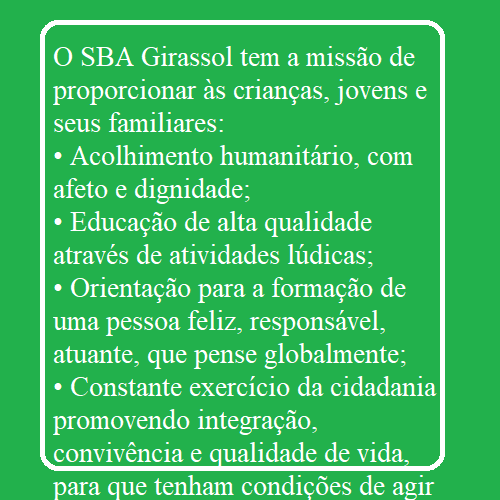 O SBA Girassol tem a missão de
proporcionar às crianças, jovens e
seus familiares:
• Acolhimento humanitário, com
afeto e dignidade;
• Educação de alta qualidade
através de atividades lúdicas;
• Orientação para a formação de
uma pessoa feliz, responsável,
atuante, que pense globalmente;
• Constante exercício da cidadania
promovendo integração,
convivência e qualidade de vida,
para que tenham condições de agir